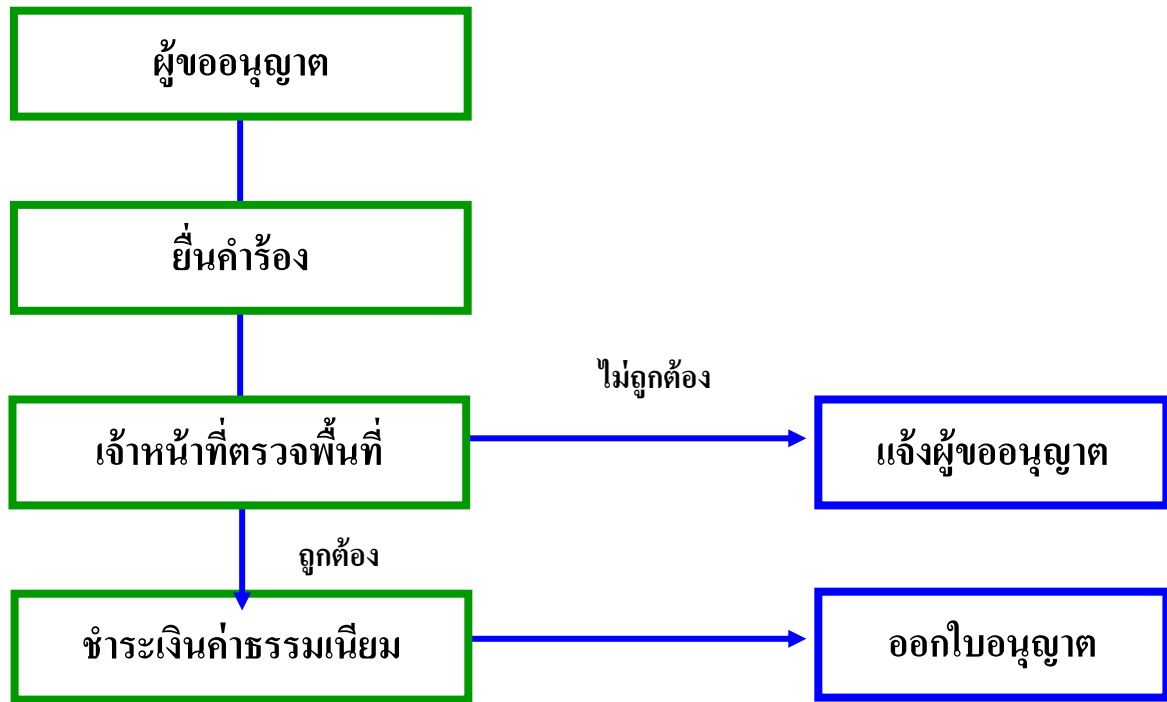 ผู้ขออนุญาต
ยื่นคำร้อง
ไม่ถูกต้อง
เจ้าหน้าที่ตรวจพื้นที่
แจ้งผู้ขออนุญาต
ถูกต้อง
ชำระเงินค่าธรรมเนียม
ออกใบอนุญาต